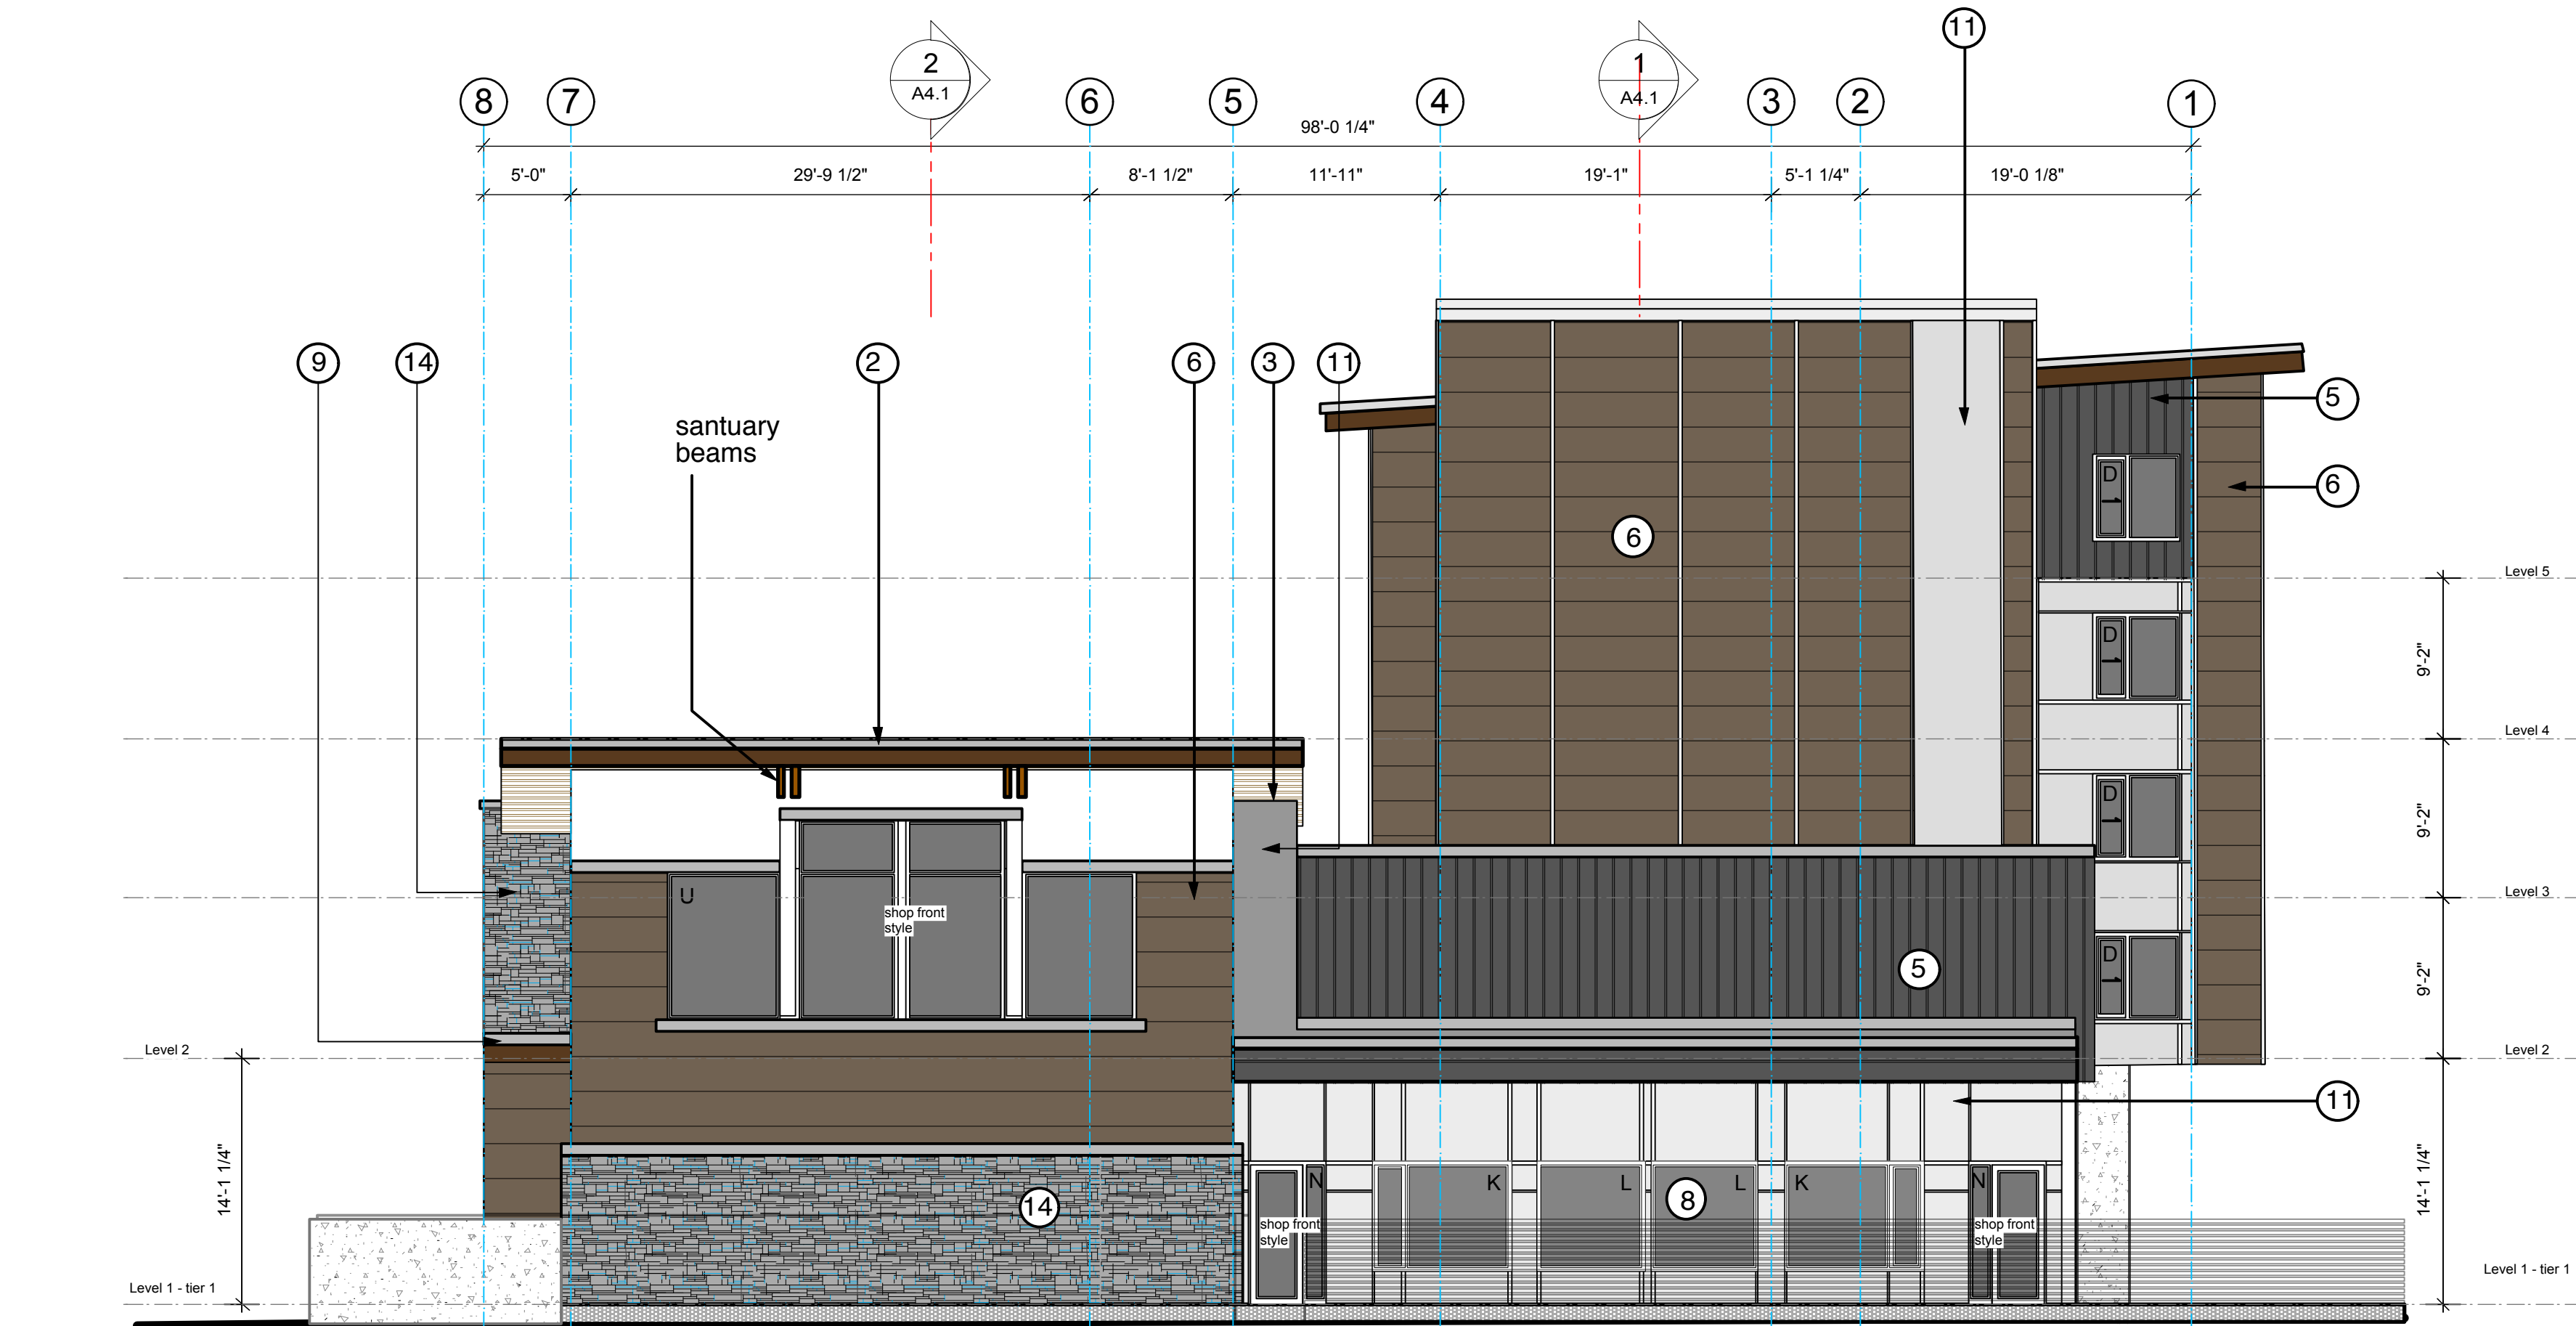 11
2
A4.1
1
A4.1
8
7
6
5
4
3
2
1
98'-0 1/4"
5'-0"
29'-9 1/2"
8'-1 1/2"
11'-11"
19'-1"
5'-1 1/4"
19'-0 1/8"
9
14
2
6
3
11
5
santuary
beams
D
1
6
6
Level 5
D
1
9'-2"
Level 4
D
1
9'-2"
U
Level 3
shop front
style
D
1
5
9'-2"
Level 2
Level 2
11
14'-1 1/4"
14'-1 1/4"
N
K
L
L
K
N
14
8
shop front
style
shop front
style
Level 1 - tier 1
Level 1 - tier 1